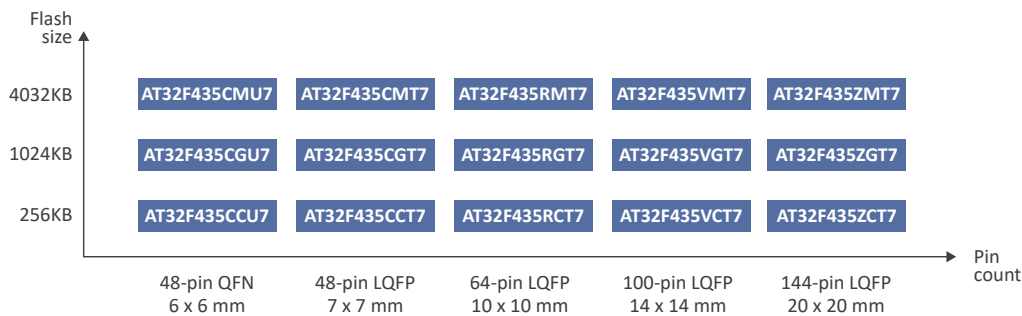 Flash
size
4032KB
AT32F435CMU7 AT32F435CMT7 AT32F435RMT7 AT32F435VMT7 AT32F435ZMT7
1024KB
AT32F435CGU7 AT32F435CGT7 AT32F435RGT7 AT32F435VGT7 AT32F435ZGT7
256KB
AT32F435CCU7 AT32F435CCT7 AT32F435RCT7 AT32F435VCT7 AT32F435ZCT7
Pin
count
48-pin QFN 48-pin LQFP 64-pin LQFP 100-pin LQFP 144-pin LQFP
6 x 6 mm 7 x 7 mm 10 x 10 mm 14 x 14 mm 20 x 20 mm